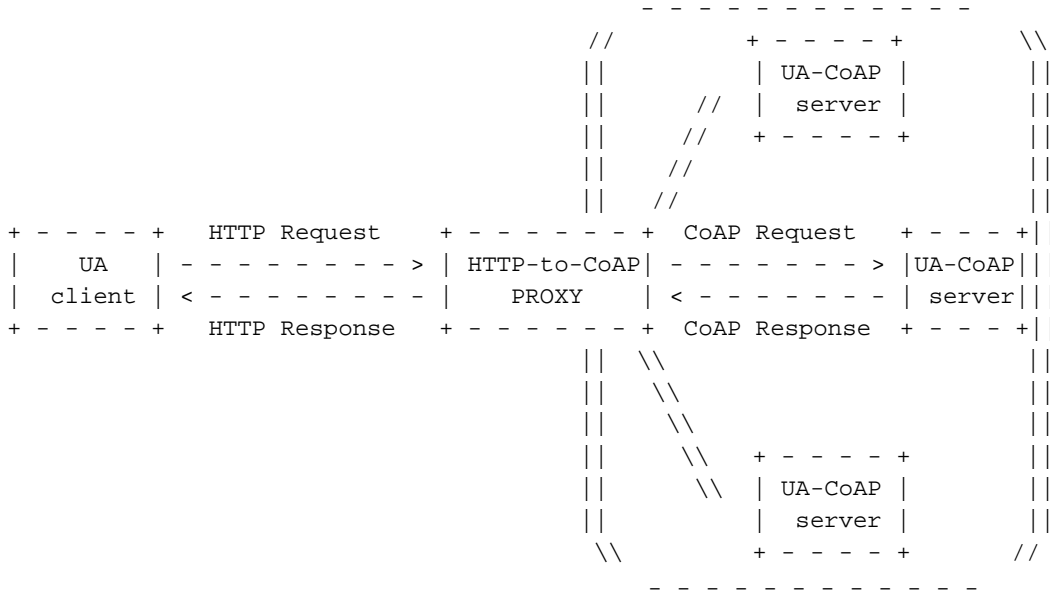 UA-CoAP
server
HTTP Request CoAP Request
UA HTTP-to-CoAP UA-CoAP
client PROXY server
HTTP Response CoAP Response
UA-CoAP
server